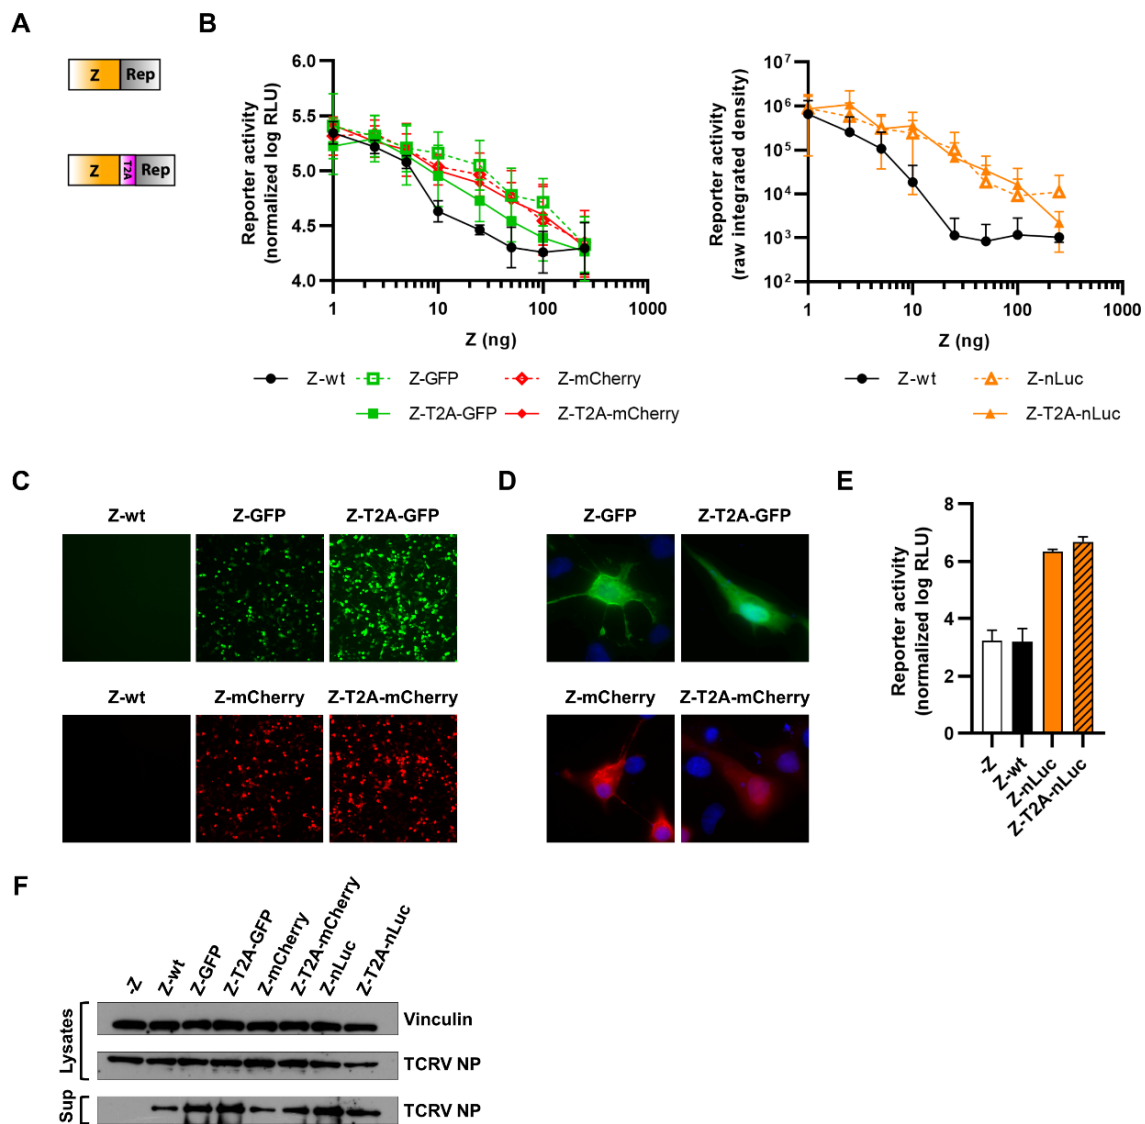 A
Z Rep
Z T2A Rep
B
Reporter activity
(normalized log RLU)
6.0
5.5
5.0
4.5
4.0
1 10 100 1000
Z (ng)
Z-wt Z-GFP Z-mCherry
Z-T2A-GFP Z-T2A-mCherry
Reporter activity
(raw integrated density)
10⁷
10⁶
10⁵
10⁴
10³
10²
1 10 100 1000
Z (ng)
Z-wt Z-nLuc
Z-T2A-nLuc
C
Z-wt Z-GFP Z-T2A-GFP
Z-wt Z-mCherry Z-T2A-mCherry
D
Z-GFP Z-T2A-GFP
Z-mCherry Z-T2A-mCherry
E
Reporter activity
(normalized log RLU)
8
6
4
2
0
-Z
Z-wt
Z-nLuc
Z-T2A-nLuc
F
-Z
Z-wt
Z-GFP
Z-T2A-GFP
Z-mCherry
Z-T2A-mCherry
Z-nLuc
Z-T2A-nLuc
Lysates
Vinculin
TCRV NP
Sup
TCRV NP